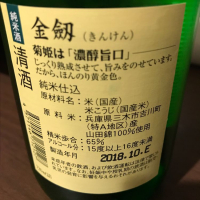 純米酒
清酒
金劔(きんけん)
菊姫は「濃醇旨口」
じっくり熟成させて、旨みをのせています。
だから、ほんのり黄金色。
純米仕込
原材料名：米(国産)
米こうじ(国産米)
原料米：兵庫県三木市吉川町
(特A地区)産
山田錦100%使用
精米歩合：65%
アルコール分：15度以上16度未満
製造年月
2018.10.E